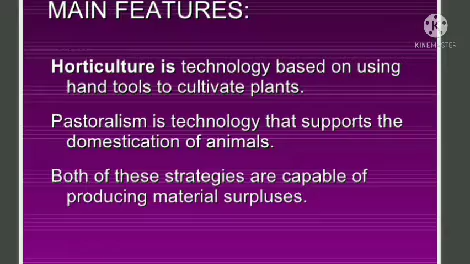 MAIN FEATURES:
K
KINEMASTER
Horticulture is technology based on using
hand tools to cultivate plants.
Pastoralism is technology that supports the
domestication of animals.
Both of these strategies are capable of
producing material surpluses.